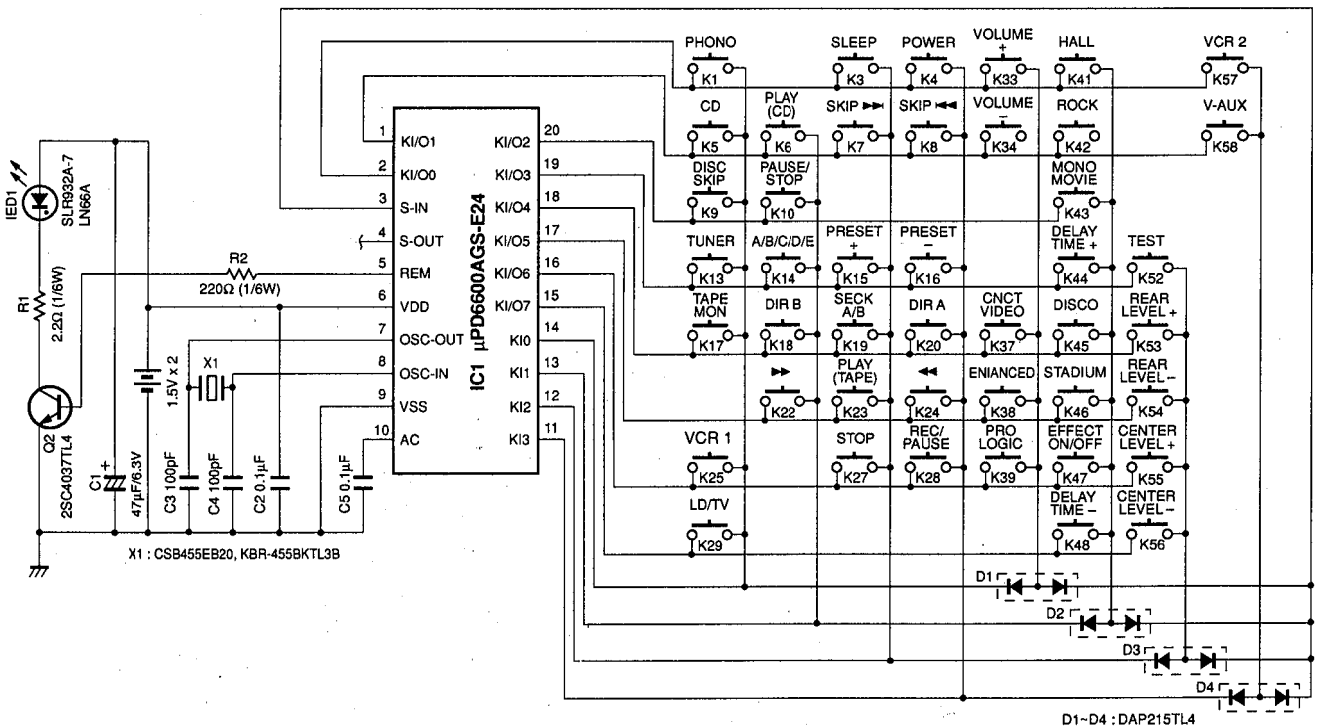 PHONO
SLEEP
POWER
VOLUME
+
HALL
VCR 2
K1
K3
K4
K33
K41
K57
CD
PLAY
(CD)
SKIP ▶▶|
SKIP |◀◀
VOLUME
−
ROCK
V-AUX
K5
K6
K7
K8
K34
K42
K58
DISC
SKIP
PAUSE/
STOP
MONO
MOVIE
K9
K10
K43
TUNER
A/B/C/D/E
PRESET
+
PRESET
−
DELAY
TIME +
TEST
K13
K14
K15
K16
K44
K52
TAPE
MON
DIR B
SECK
A/B
DIR A
CNCT
VIDEO
DISCO
REAR
LEVEL +
K17
K18
K19
K20
K37
K45
K53
▶▶
PLAY
(TAPE)
◀◀
ENIANCED
STADIUM
REAR
LEVEL −
K22
K23
K24
K38
K46
K54
VCR 1
STOP
REC/
PAUSE
PRO
LOGIC
EFFECT
ON/OFF
CENTER
LEVEL +
K25
K27
K28
K39
K47
K55
LD/TV
DELAY
TIME −
CENTER
LEVEL −
K29
K48
K56
D1
D2
D3
D4
D1~D4 : DAP215TL4
1 KI/O1
2 KI/O0
3 S-IN
4 S-OUT
5 REM
6 VDD
7 OSC-OUT
8 OSC-IN
9 VSS
10 AC
IC1 µPD6600AGS-E24
KI/O2 20
KI/O3 19
KI/O4 18
KI/O5 17
KI/O6 16
KI/O7 15
KI0 14
KI1 13
KI2 12
KI3 11
IED1
SLR932A-7
LN66A
R1
2.2Ω (1/6W)
R2
220Ω (1/6W)
Q2
2SC4037TL4
C1
+
47µF/6.3V
1.5V x 2
X1
C3 100pF
C4 100pF
C2 0.1µF
C5 0.1µF
X1 : CSB455EB20, KBR-455BKTL3B